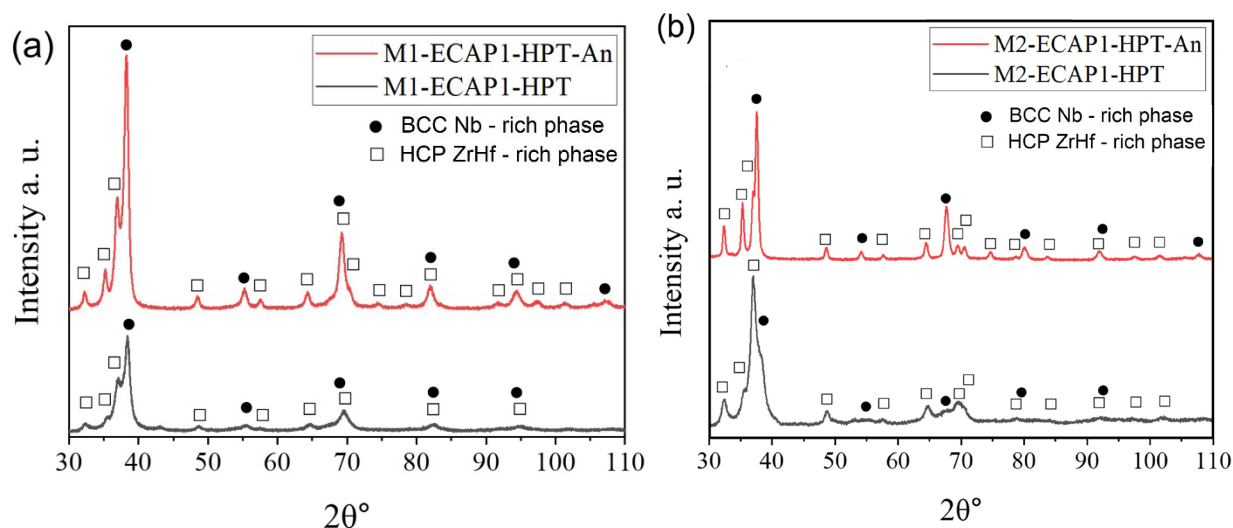 (a)
M1-ECAP1-HPT-An
M1-ECAP1-HPT
BCC Nb - rich phase
HCP ZrHf - rich phase
Intensity a. u.
30 40 50 60 70 80 90 100 110
2θ°
(b)
M2-ECAP1-HPT-An
M2-ECAP1-HPT
BCC Nb - rich phase
HCP ZrHf - rich phase
Intensity a. u.
30 40 50 60 70 80 90 100 110
2θ°